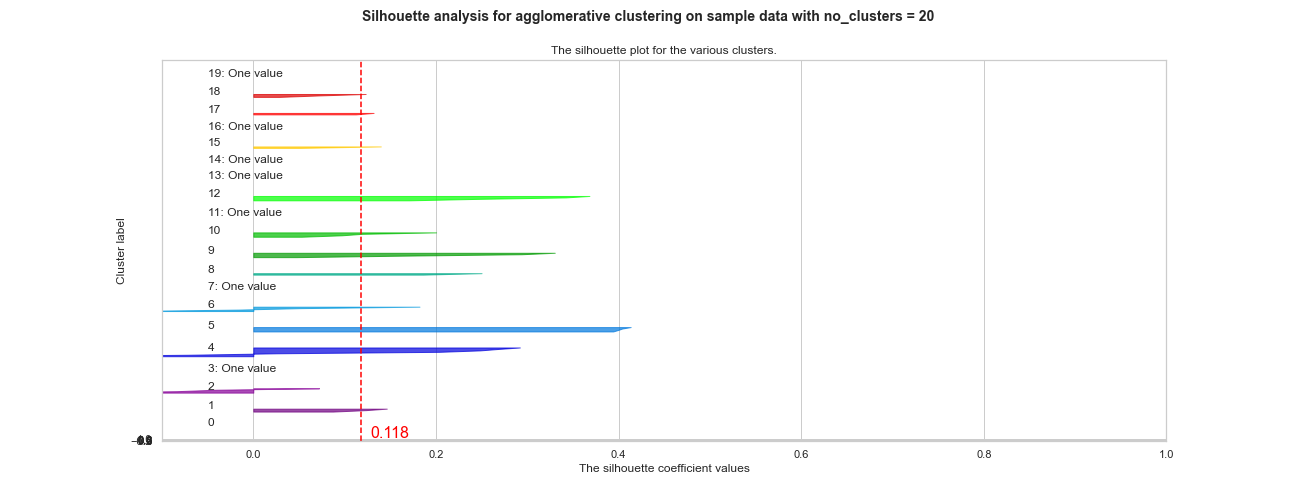 Silhouette analysis for agglomerative clustering on sample data with no_clusters = 20
The silhouette plot for the various clusters.
19: One value
18
17
16: One value
15
14: One value
13: One value
12
11: One value
10
9
8
7: One value
6
5
4
3: One value
2
1
0
0.118
Cluster label
0.0 0.2 0.4 0.6 0.8 1.0
The silhouette coefficient values